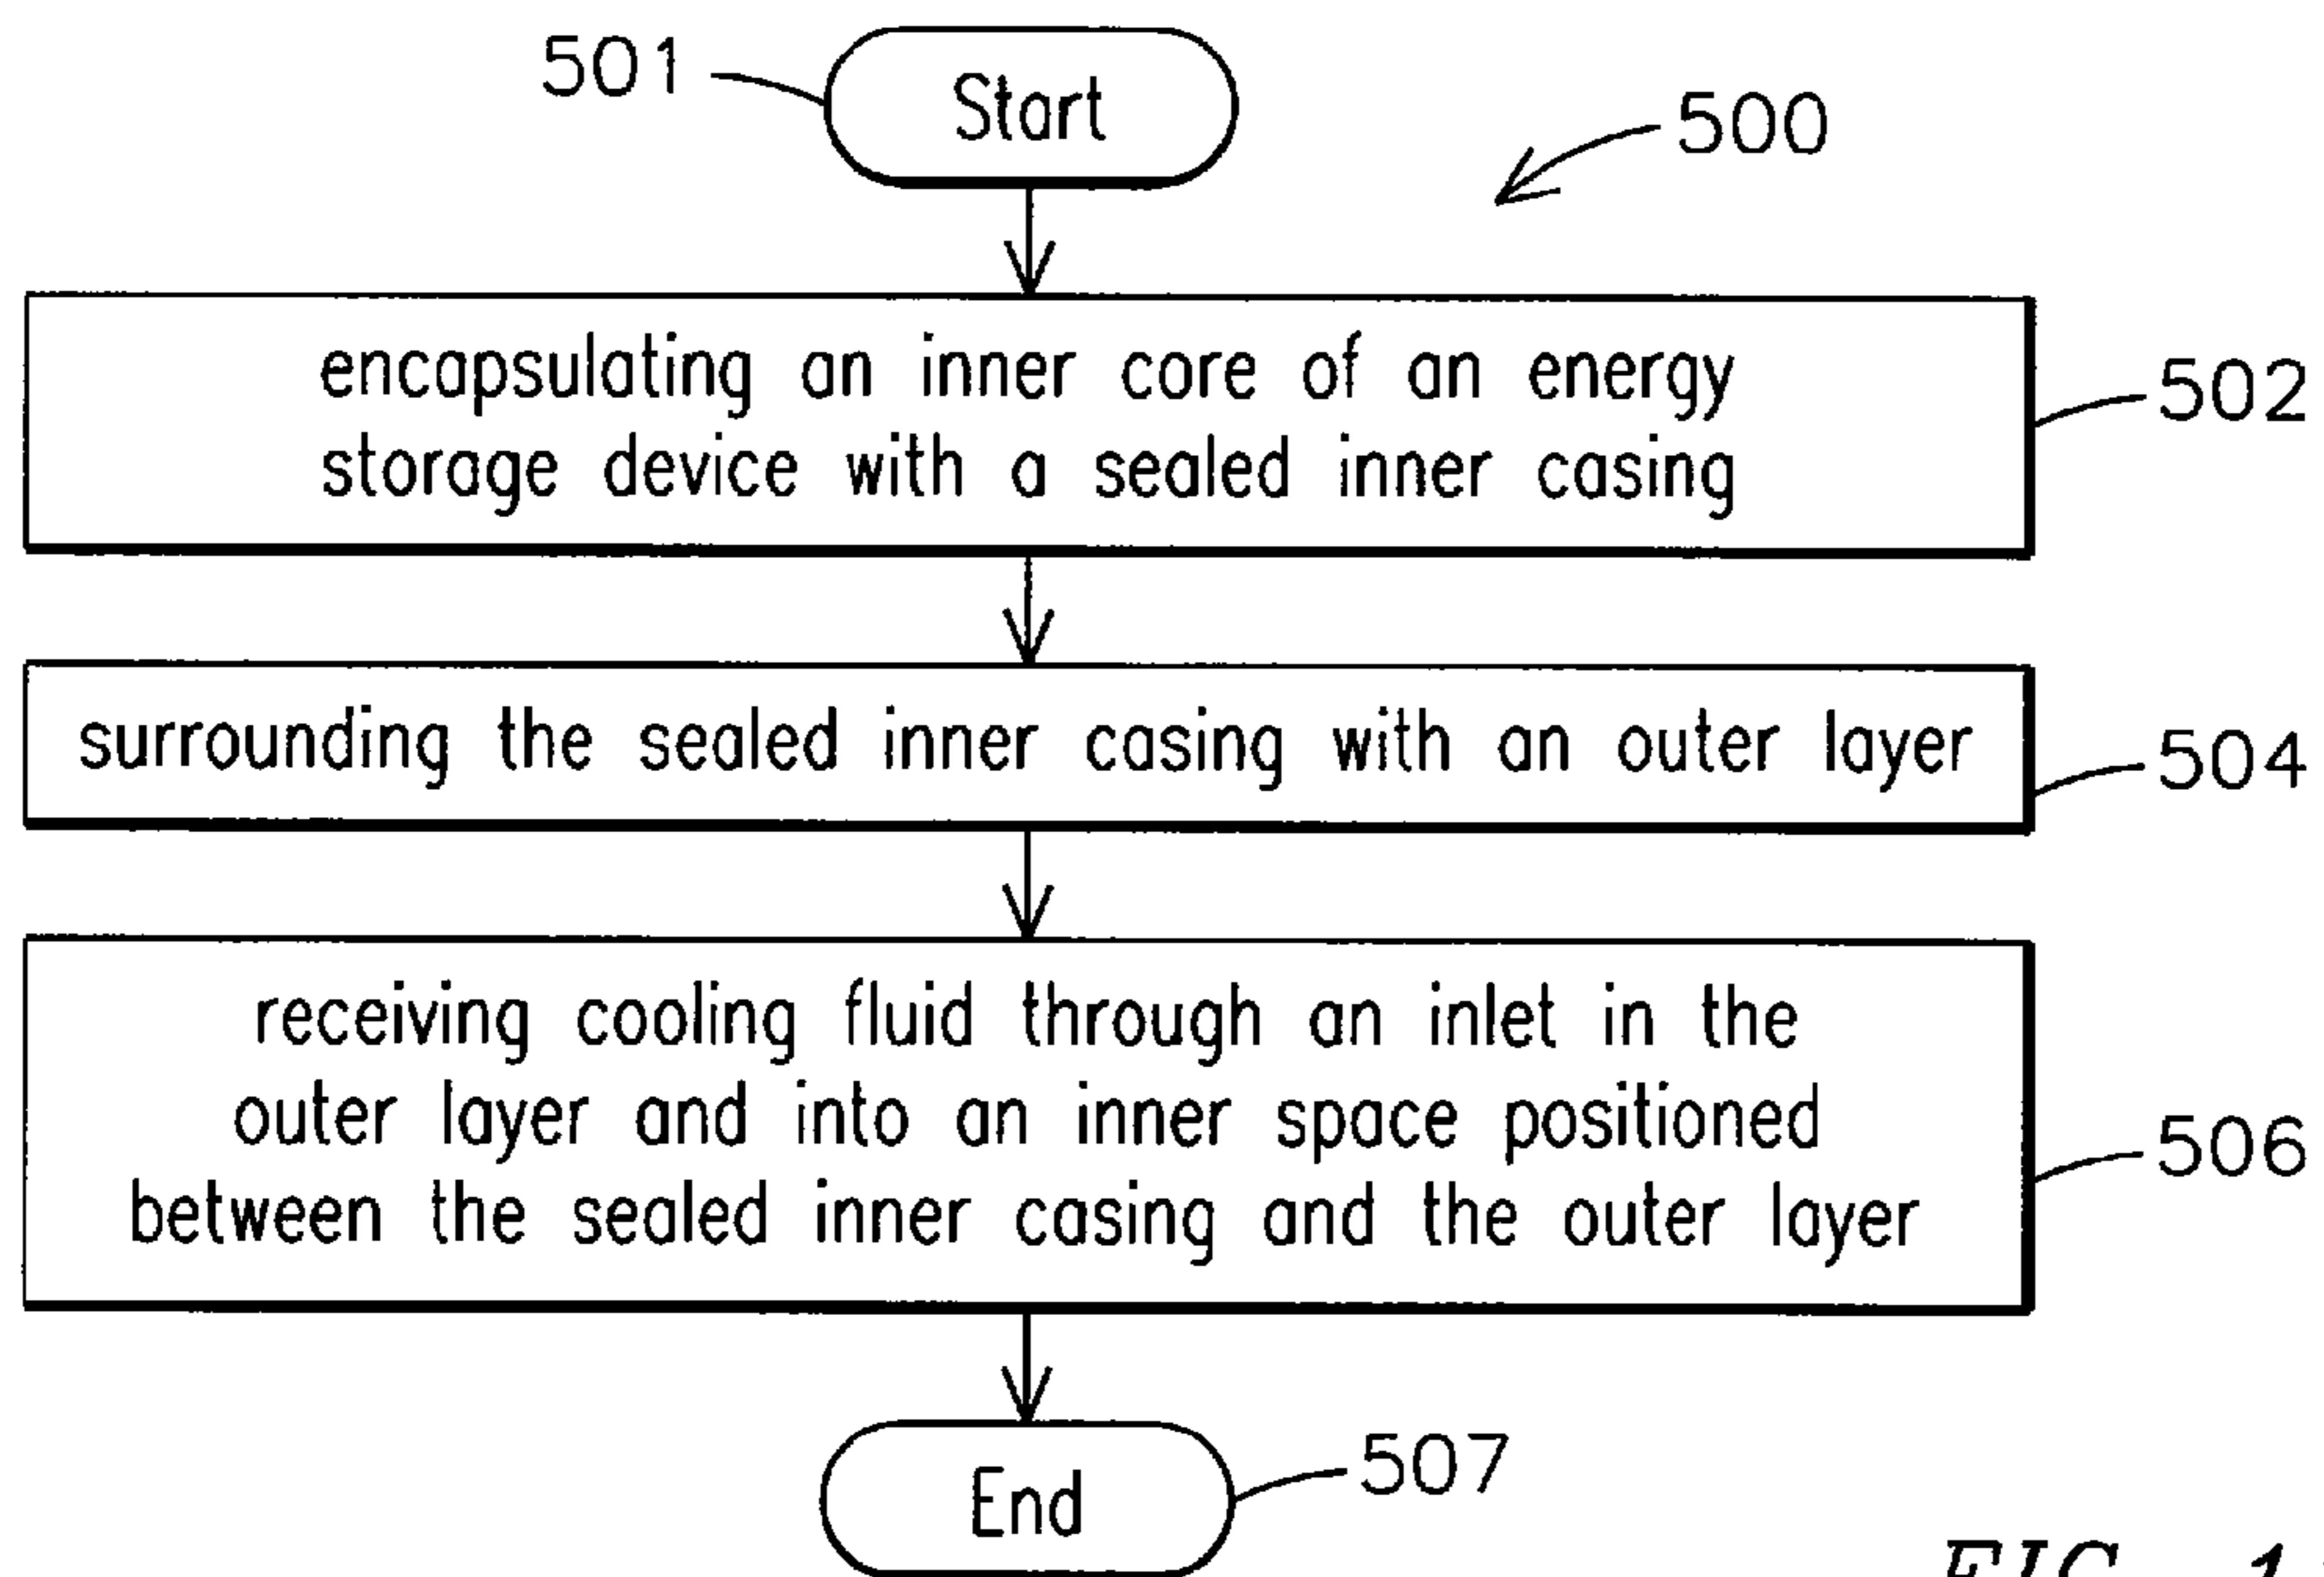 501
Start
500
encapsulating an inner core of an energy
storage device with a sealed inner casing
502
surrounding the sealed inner casing with an outer layer
504
receiving cooling fluid through an inlet in the
outer layer and into an inner space positioned
between the sealed inner casing and the outer layer
506
End
507
FIG.